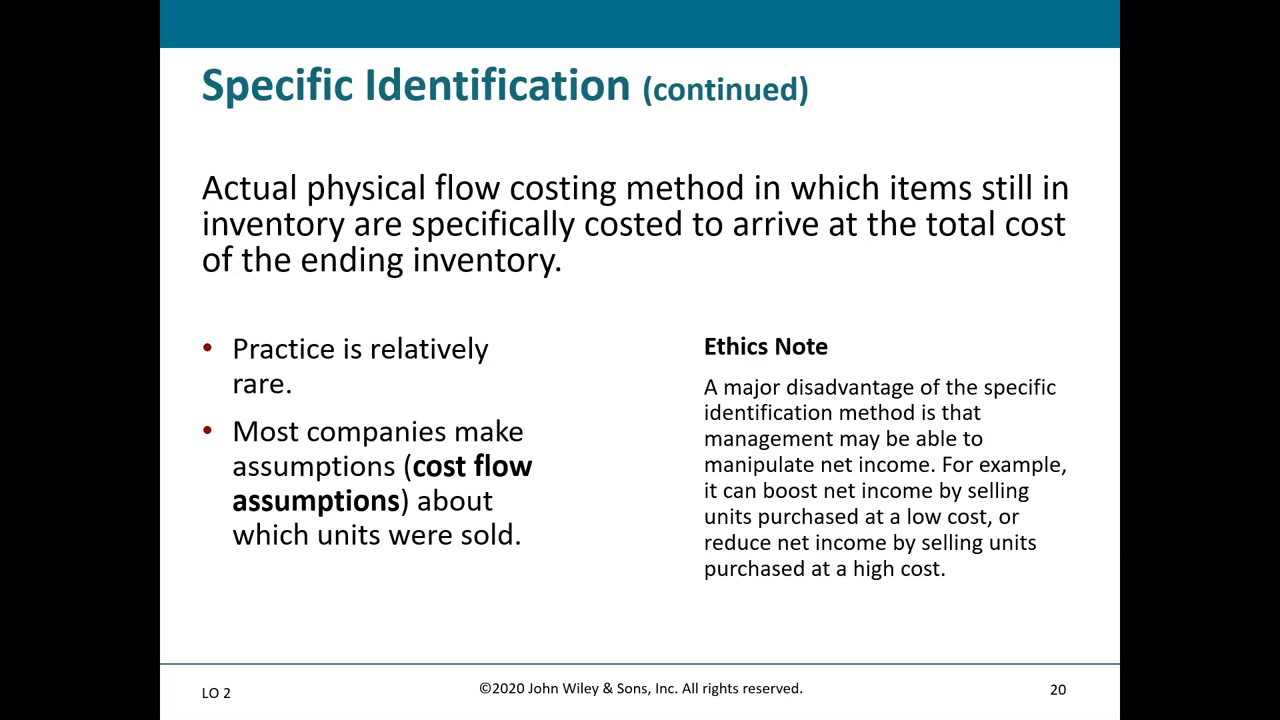 Specific Identification (continued)
Actual physical flow costing method in which items still in
inventory are specifically costed to arrive at the total cost
of the ending inventory.
• Practice is relatively
rare.
• Most companies make
assumptions (cost flow
assumptions) about
which units were sold.
Ethics Note
A major disadvantage of the specific
identification method is that
management may be able to
manipulate net income. For example,
it can boost net income by selling
units purchased at a low cost, or
reduce net income by selling units
purchased at a high cost.
LO 2
©2020 John Wiley & Sons, Inc. All rights reserved.
20